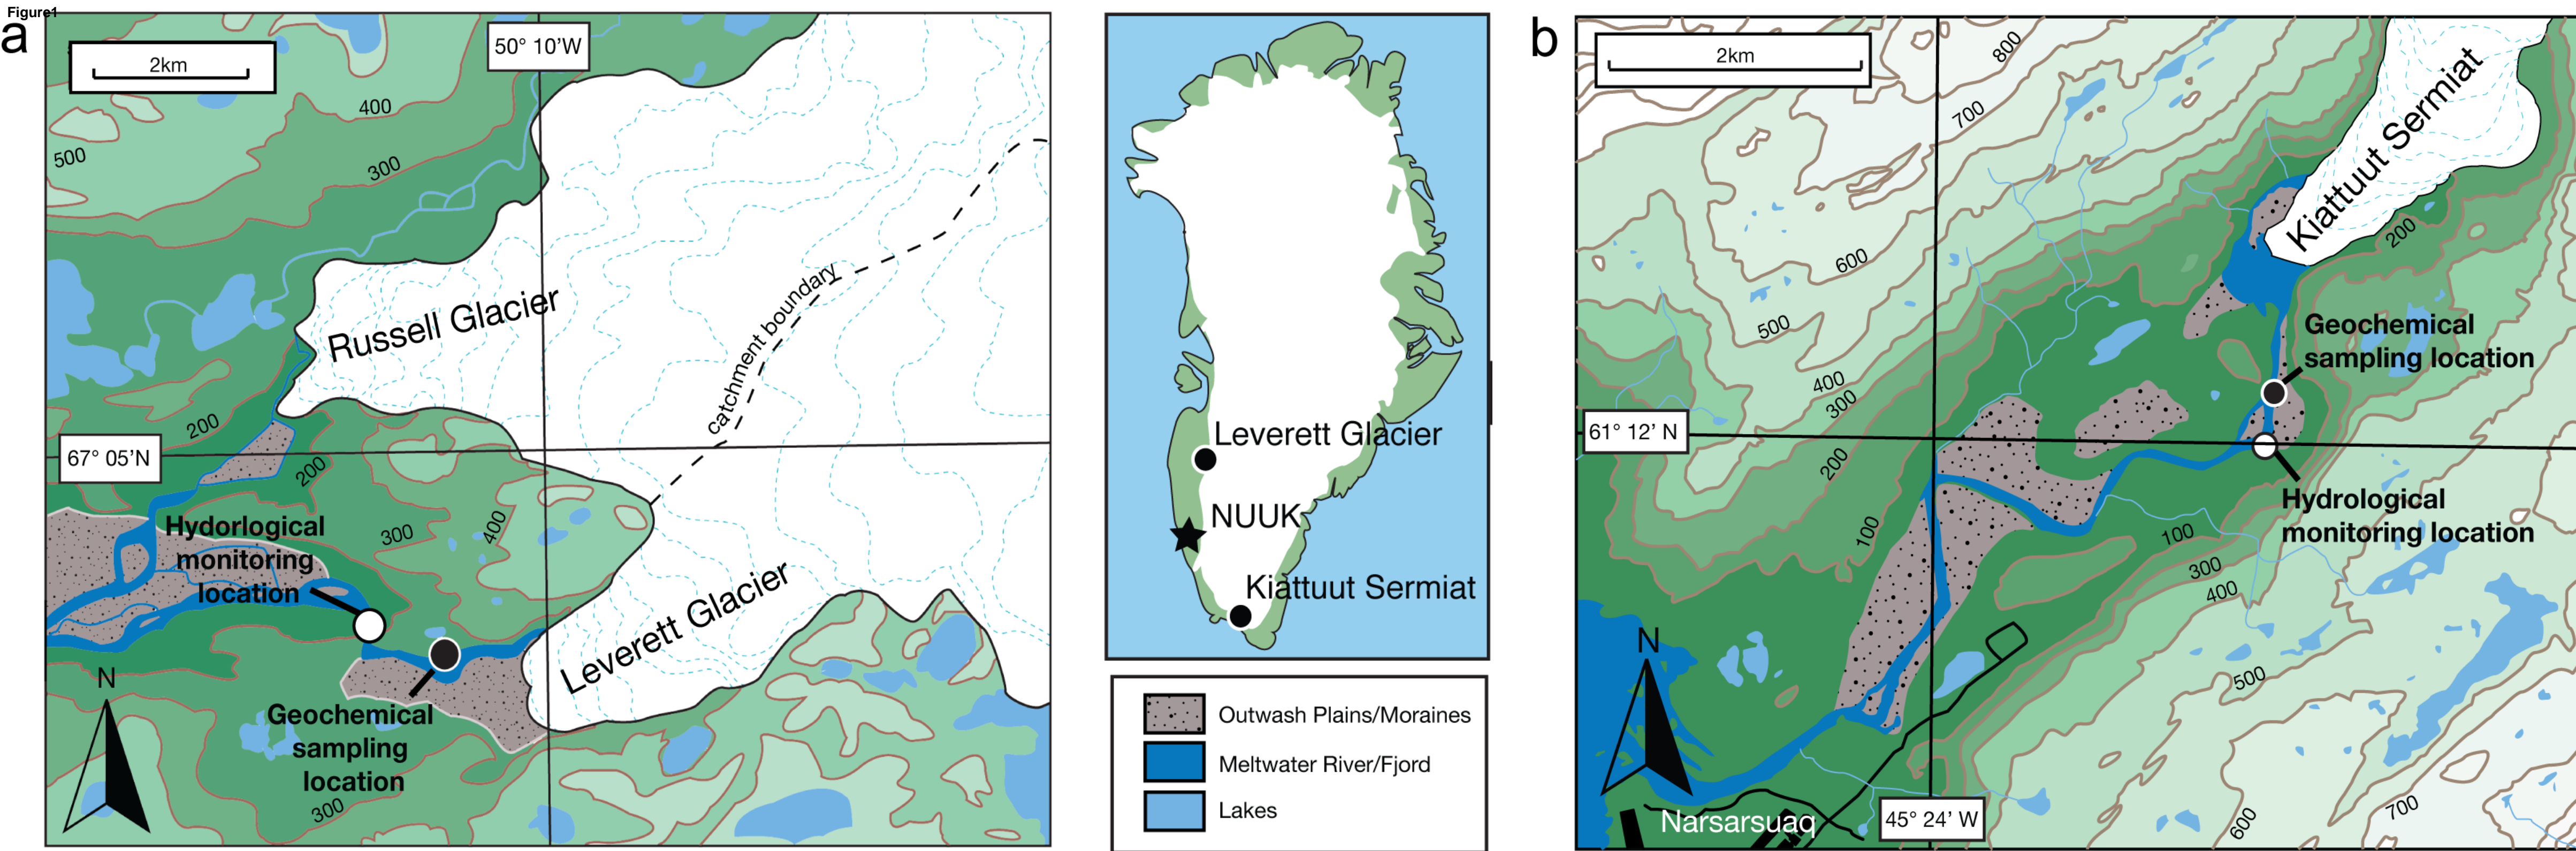 Figure1
a
2km
50° 10'W
400
500
300
Russell Glacier
catchment boundary
200
67° 05'N
200
Hydorlogical
monitoring
location
300
400
Leverett Glacier
N
Geochemical
sampling
location
300
Leverett Glacier
NUUK
Kiattuut Sermiat
Outwash Plains/Moraines
Meltwater River/Fjord
Lakes
b
2km
800
700
Kiattuut Sermiat
200
600
500
Geochemical
sampling location
400
300
61° 12' N
200
Hydrological
monitoring location
100
100
300
400
N
500
Narsarsuaq
45° 24' W
600
700